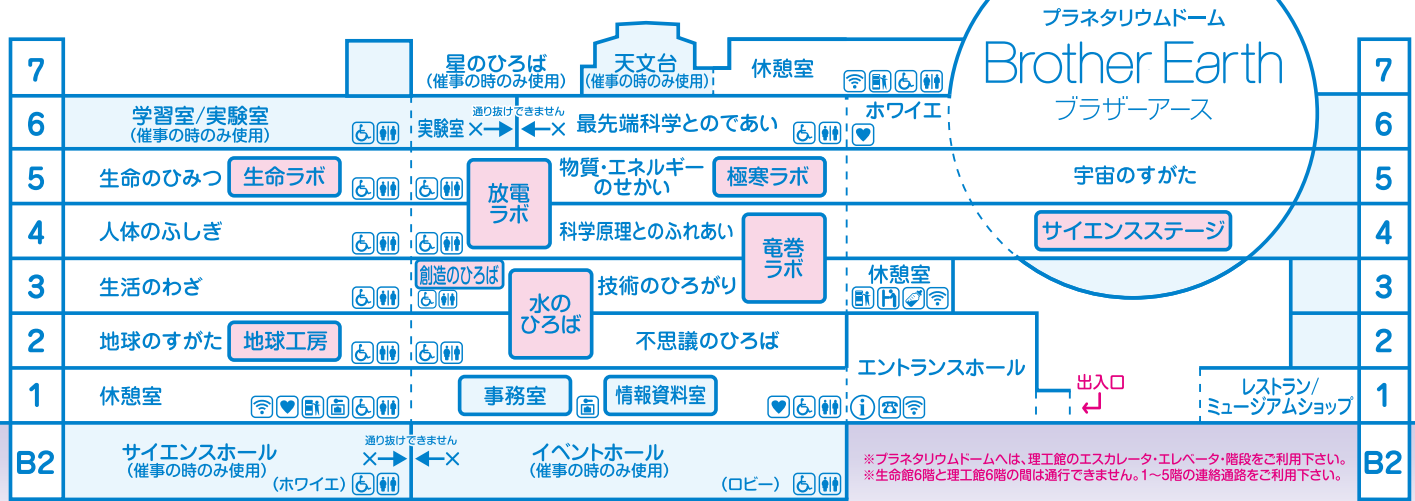 プラネタリウムドーム
Brother Earth
ブラザーアース
7
星のひろば
(催事の時のみ使用)
天文台
(催事の時のみ使用)
休憩室
7
6
学習室/実験室
(催事の時のみ使用)
実験室
通り抜けできません
最先端科学とのであい
ホワイエ
6
5
生命のひみつ
生命ラボ
放電
ラボ
物質・エネルギー
のせかい
極寒ラボ
宇宙のすがた
5
4
人体のふしぎ
科学原理とのふれあい
竜巻
ラボ
サイエンスステージ
4
3
生活のわざ
創造のひろば
水の
ひろば
技術のひろがり
休憩室
3
2
地球のすがた
地球工房
不思議のひろば
2
エントランスホール
1
休憩室
事務室
情報資料室
出入口
レストラン/
ミュージアムショップ
1
B2
サイエンスホール
(催事の時のみ使用)
(ホワイエ)
通り抜けできません
イベントホール
(催事の時のみ使用)
(ロビー)
※プラネタリウムドームへは、理工館のエスカレータ・エレベータ・階段をご利用下さい。
※生命館6階と理工館6階の間は通行できません。1〜5階の連絡通路をご利用下さい。
B2